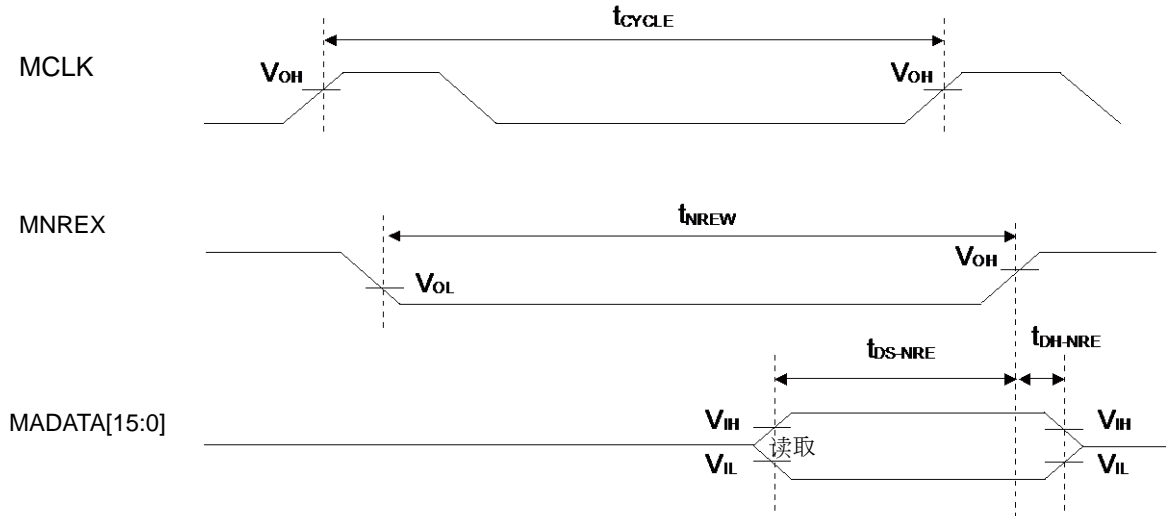 tCYCLE
MCLK
VOH VOH
tNREW
MNREX
VOH
VOL
tDS-NRE tDH-NRE
MADATA[15:0]
VIH VIH
读取
VIL VIL